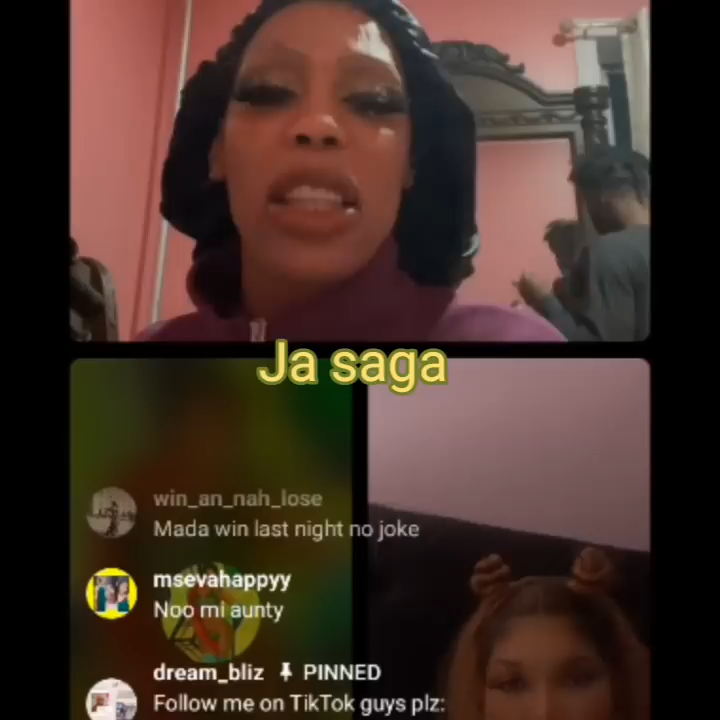 Ja saga
win_an_nah_lose
Mada win last night no joke
msevahappyy
Noo mi aunty
dream_bliz PINNED
Follow me on TikTok guys plz: